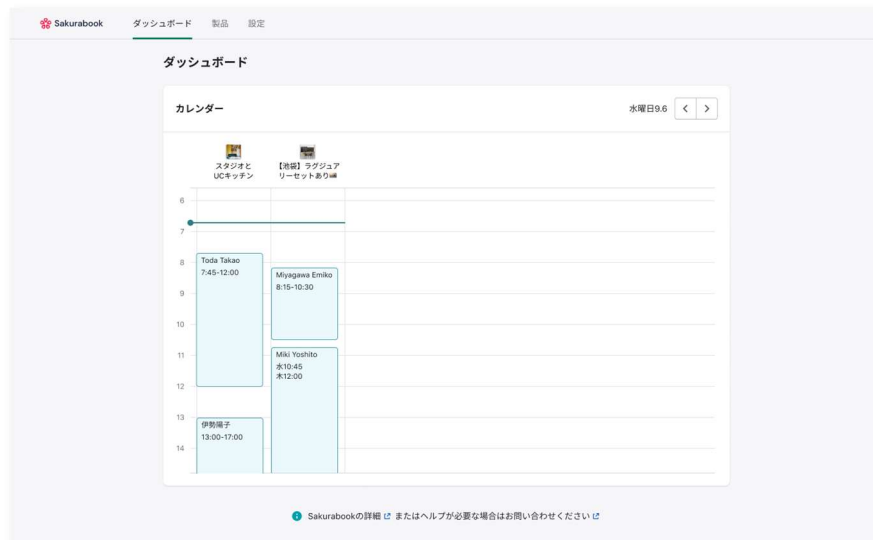 Sakurabook ダッシュボード 製品 設定
ダッシュボード
カレンダー 水曜日9.6
スタジオと
UCキッチン
【池袋】ラグジュア
リーセットあり
6
7
8
Toda Takao
7:45-12:00
Miyagawa Emiko
8:15-10:30
9
10
11
Miki Yoshito
水10:45
木12:00
12
13
伊勢陽子
13:00-17:00
14
Sakurabookの詳細 またはヘルプが必要な場合はお問い合わせください